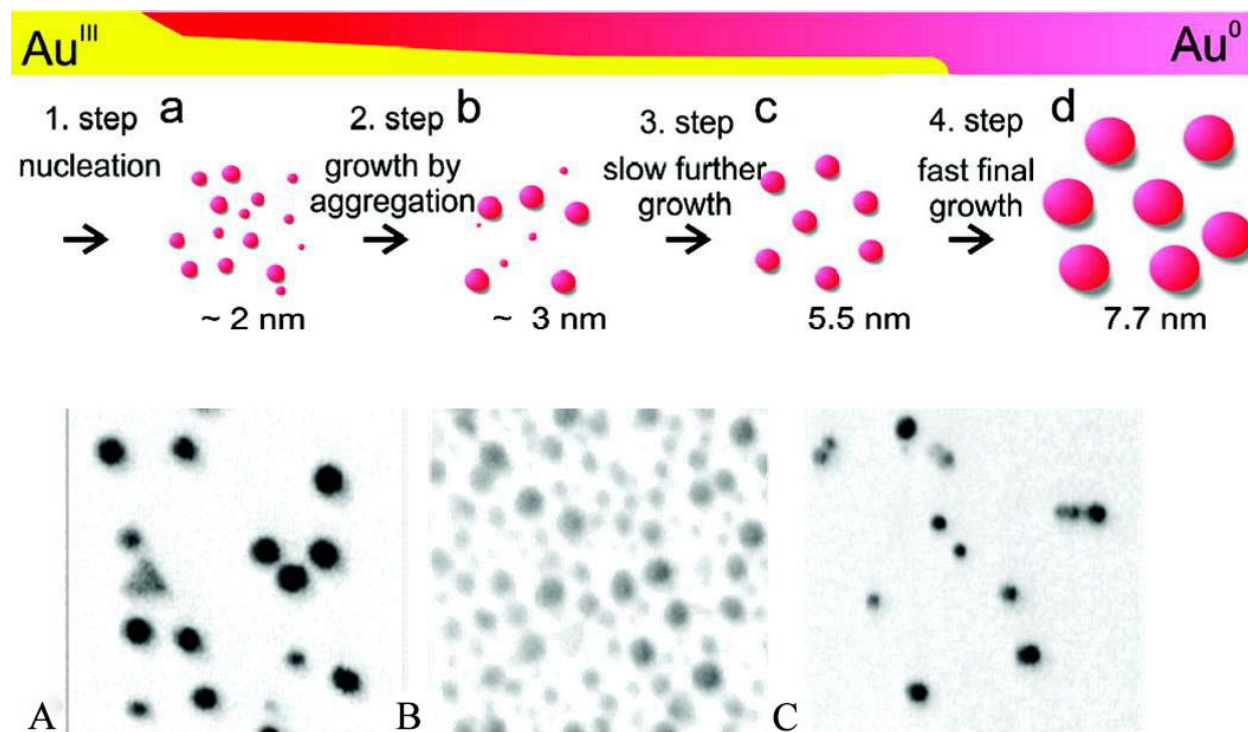 Au^III
Au^0
1. step
nucleation
a
~ 2 nm
2. step
growth by
aggregation
b
~ 3 nm
3. step
slow further
growth
c
5.5 nm
4. step
fast final
growth
d
7.7 nm
A
B
C